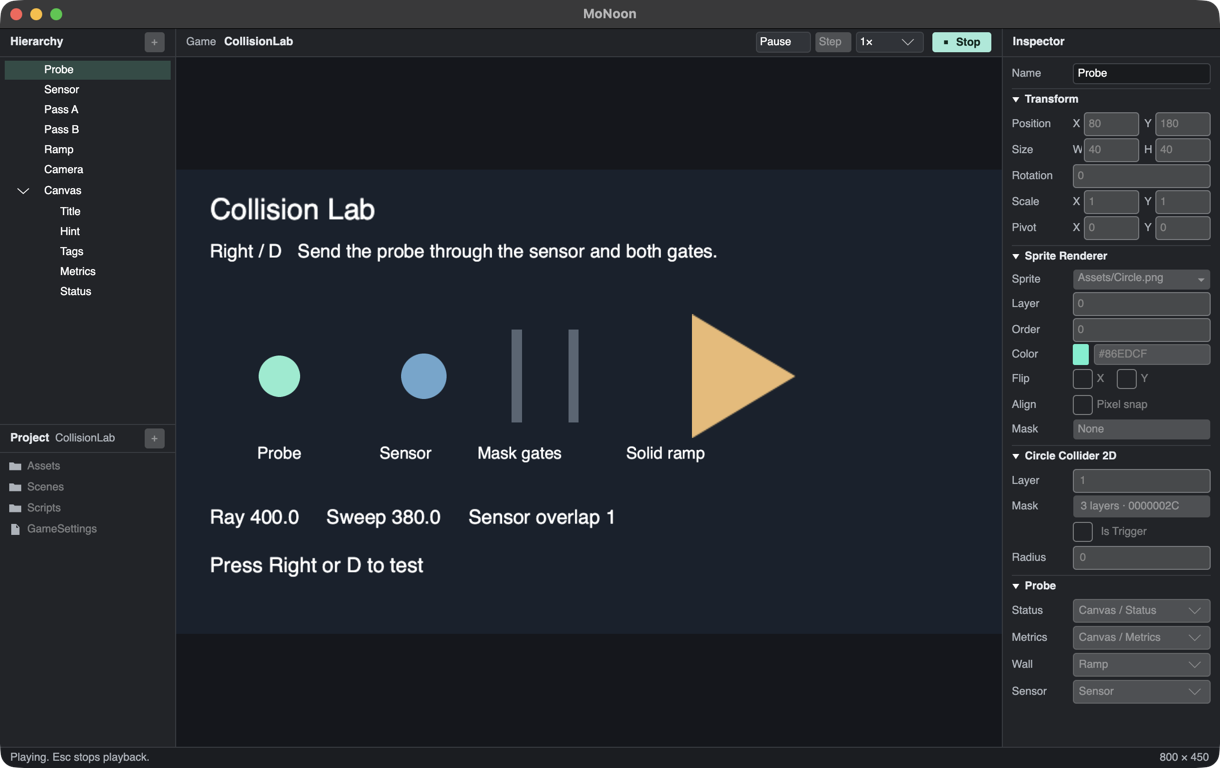 MoNoon
Hierarchy +
Probe
Sensor
Pass A
Pass B
Ramp
Camera
Canvas
Title
Hint
Tags
Metrics
Status
Project CollisionLab +
Assets
Scenes
Scripts
GameSettings
Game CollisionLab Pause Step 1× Stop
Collision Lab
Right / D Send the probe through the sensor and both gates.
Probe Sensor Mask gates Solid ramp
Ray 400.0 Sweep 380.0 Sensor overlap 1
Press Right or D to test
Inspector
Name Probe
Transform
Position X 80 Y 180
Size W 40 H 40
Rotation 0
Scale X 1 Y 1
Pivot X 0 Y 0
Sprite Renderer
Sprite Assets/Circle.png
Layer 0
Order 0
Color #86EDCF
Flip X Y
Align Pixel snap
Mask None
Circle Collider 2D
Layer 1
Mask 3 layers · 0000002C
Is Trigger
Radius 0
Probe
Status Canvas / Status
Metrics Canvas / Metrics
Wall Ramp
Sensor Sensor
Playing. Esc stops playback. 800 × 450